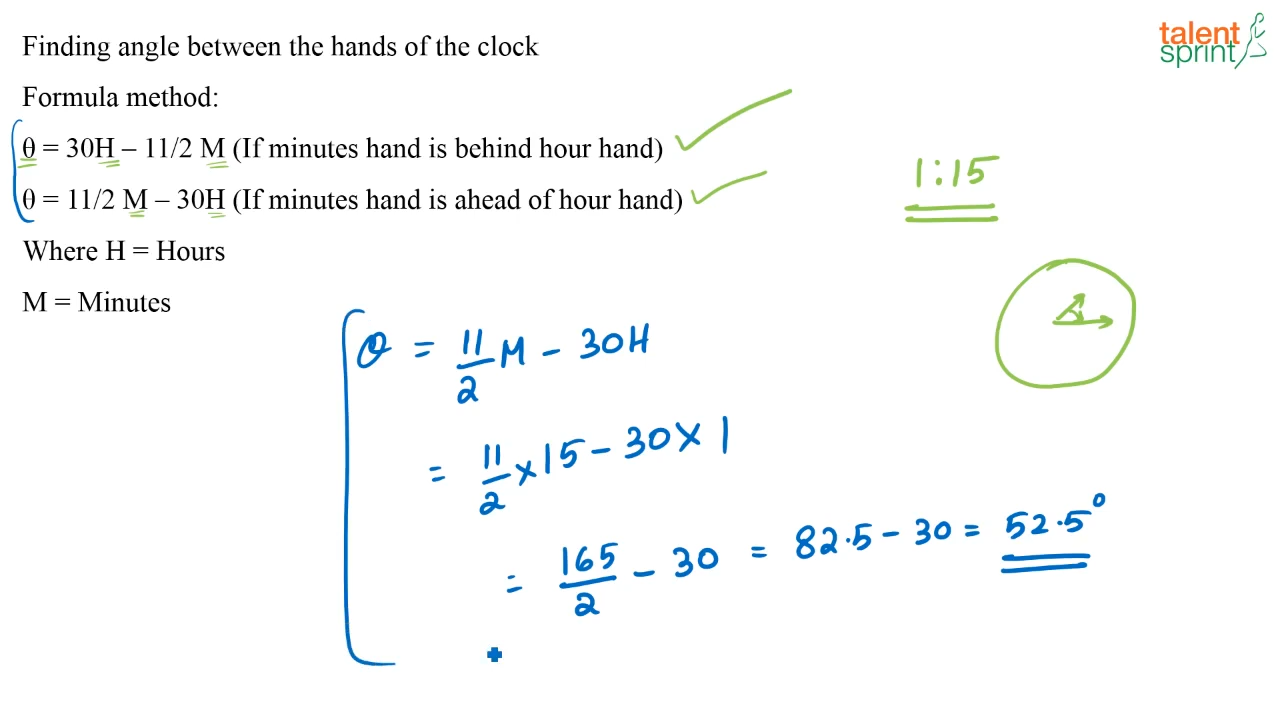 Finding angle between the hands of the clock
talent
sprint
Formula method:
θ = 30H – 11/2 M (If minutes hand is behind hour hand)
1:15
θ = 11/2 M – 30H (If minutes hand is ahead of hour hand)
Where H = Hours
M = Minutes
θ = 11/2 M - 30H
= 11/2 × 15 - 30 × 1
= 165/2 - 30 = 82.5 - 30 = 52.5°